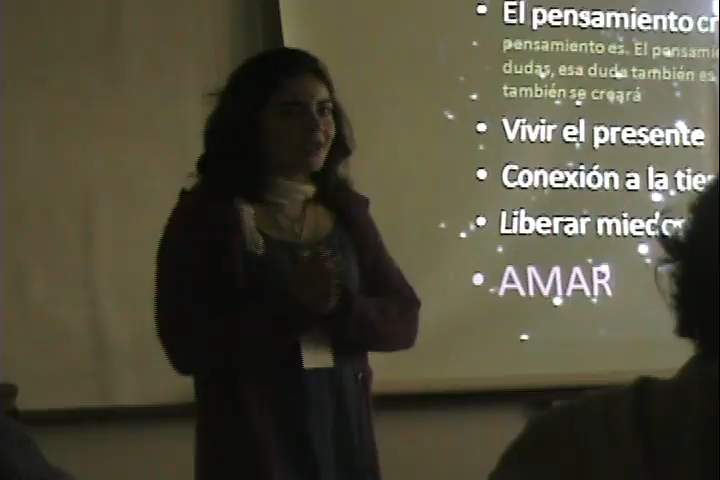 • El pensamiento cr
pensamiento es. El pensami
dudas, esa duda también es
también se creará
• Vivir el presente
• Conexión a la tie
• Liberar miedo
• AMAR